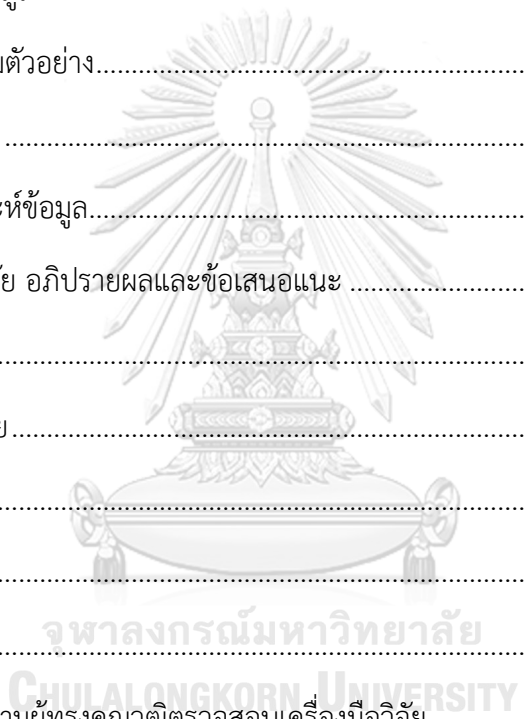 มตัวอย่าง........................................................
....................................................................
ะห์ข้อมูล.........................................................
ัย อภิปรายผลและข้อเสนอแนะ ......................
....................................................................
ย...................................................................
....................................................................
....................................................................
จุฬาลงกรณ์มหาวิทยาลัย
....................................................................
CHULALONGKORN UNIVERSITY